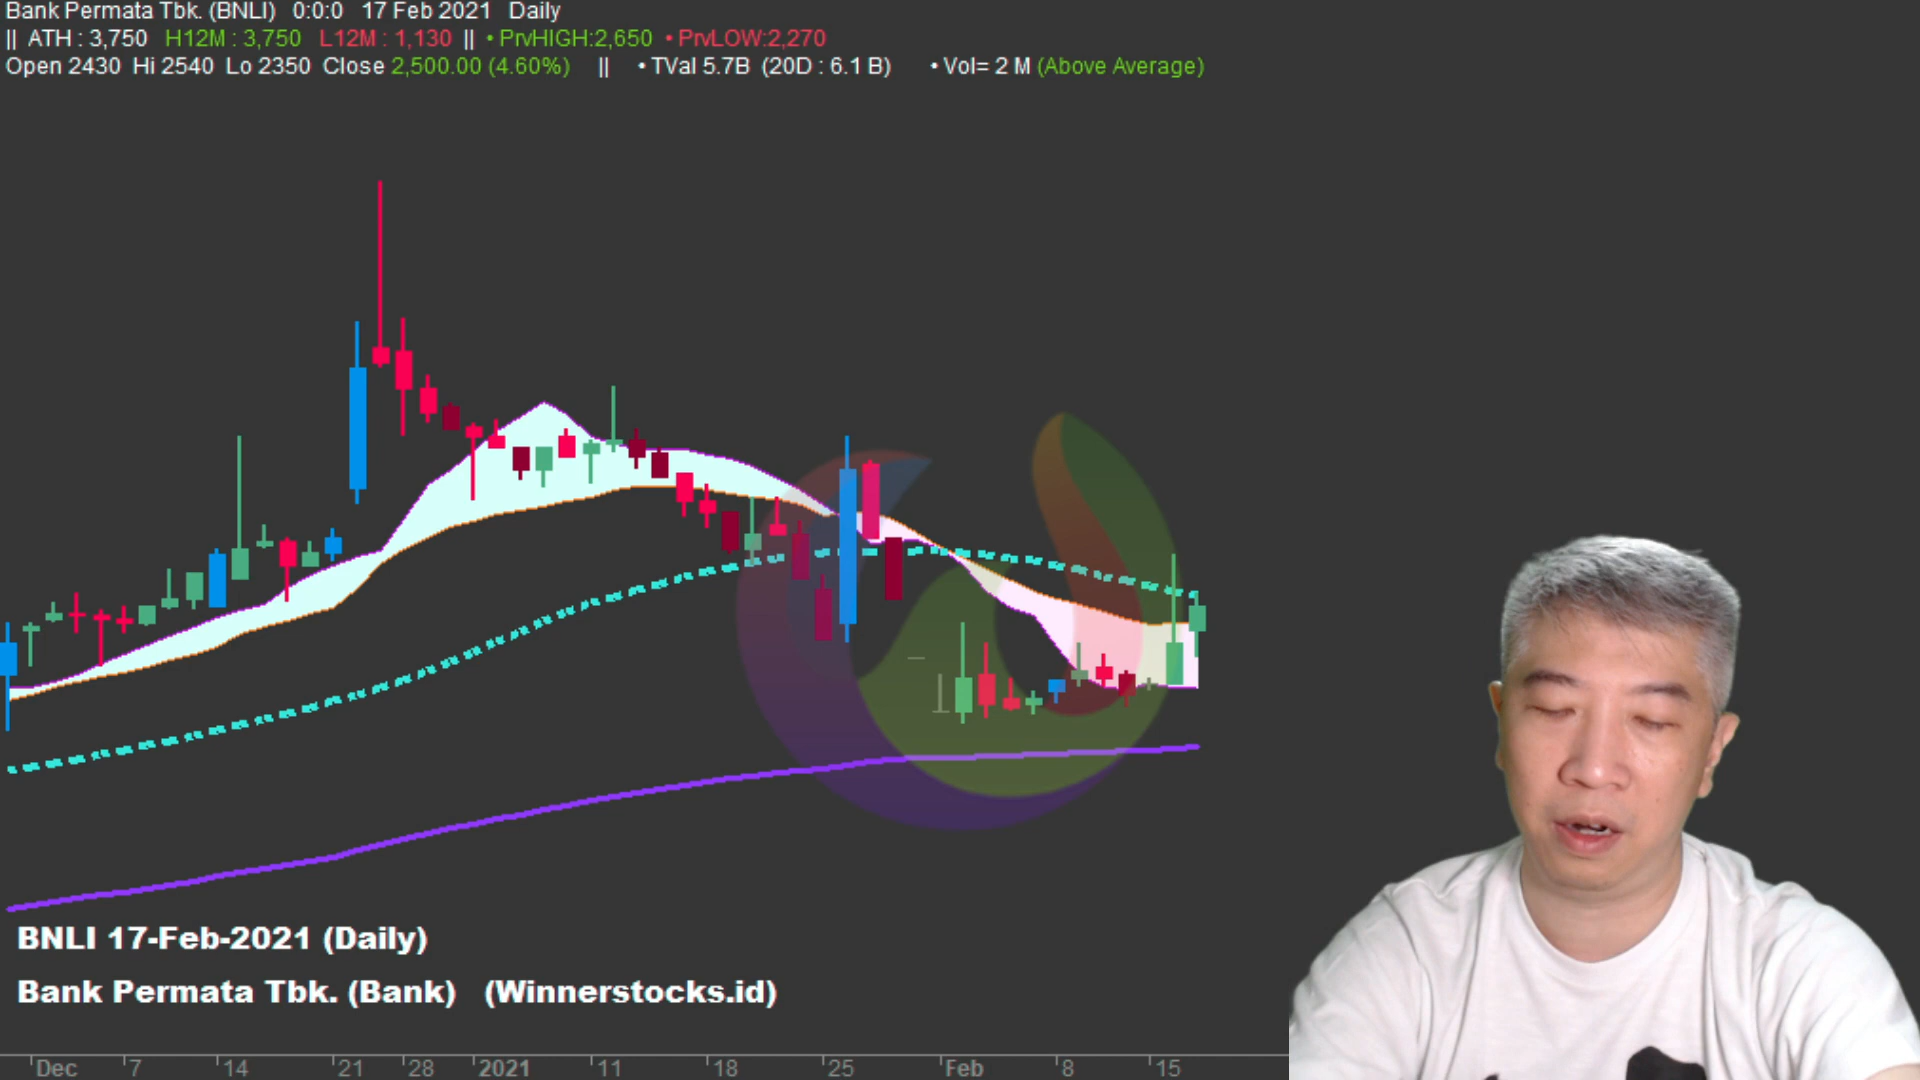 Bank Permata Tbk. (BNLI) 0:0:0 17 Feb 2021 Daily
|| ATH : 3,750 H12M : 3,750 L12M : 1,130 || • PrvHIGH:2,650 • PrvLOW:2,270
Open 2430 Hi 2540 Lo 2350 Close 2,500.00 (4.60%) || • TVal 5.7B (20D : 6.1 B) • Vol= 2 M (Above Average)
BNLI 17-Feb-2021 (Daily)
Bank Permata Tbk. (Bank) (Winnerstocks.id)
Dec 7 14 21 28 2021 11 18 25 Feb 8 15